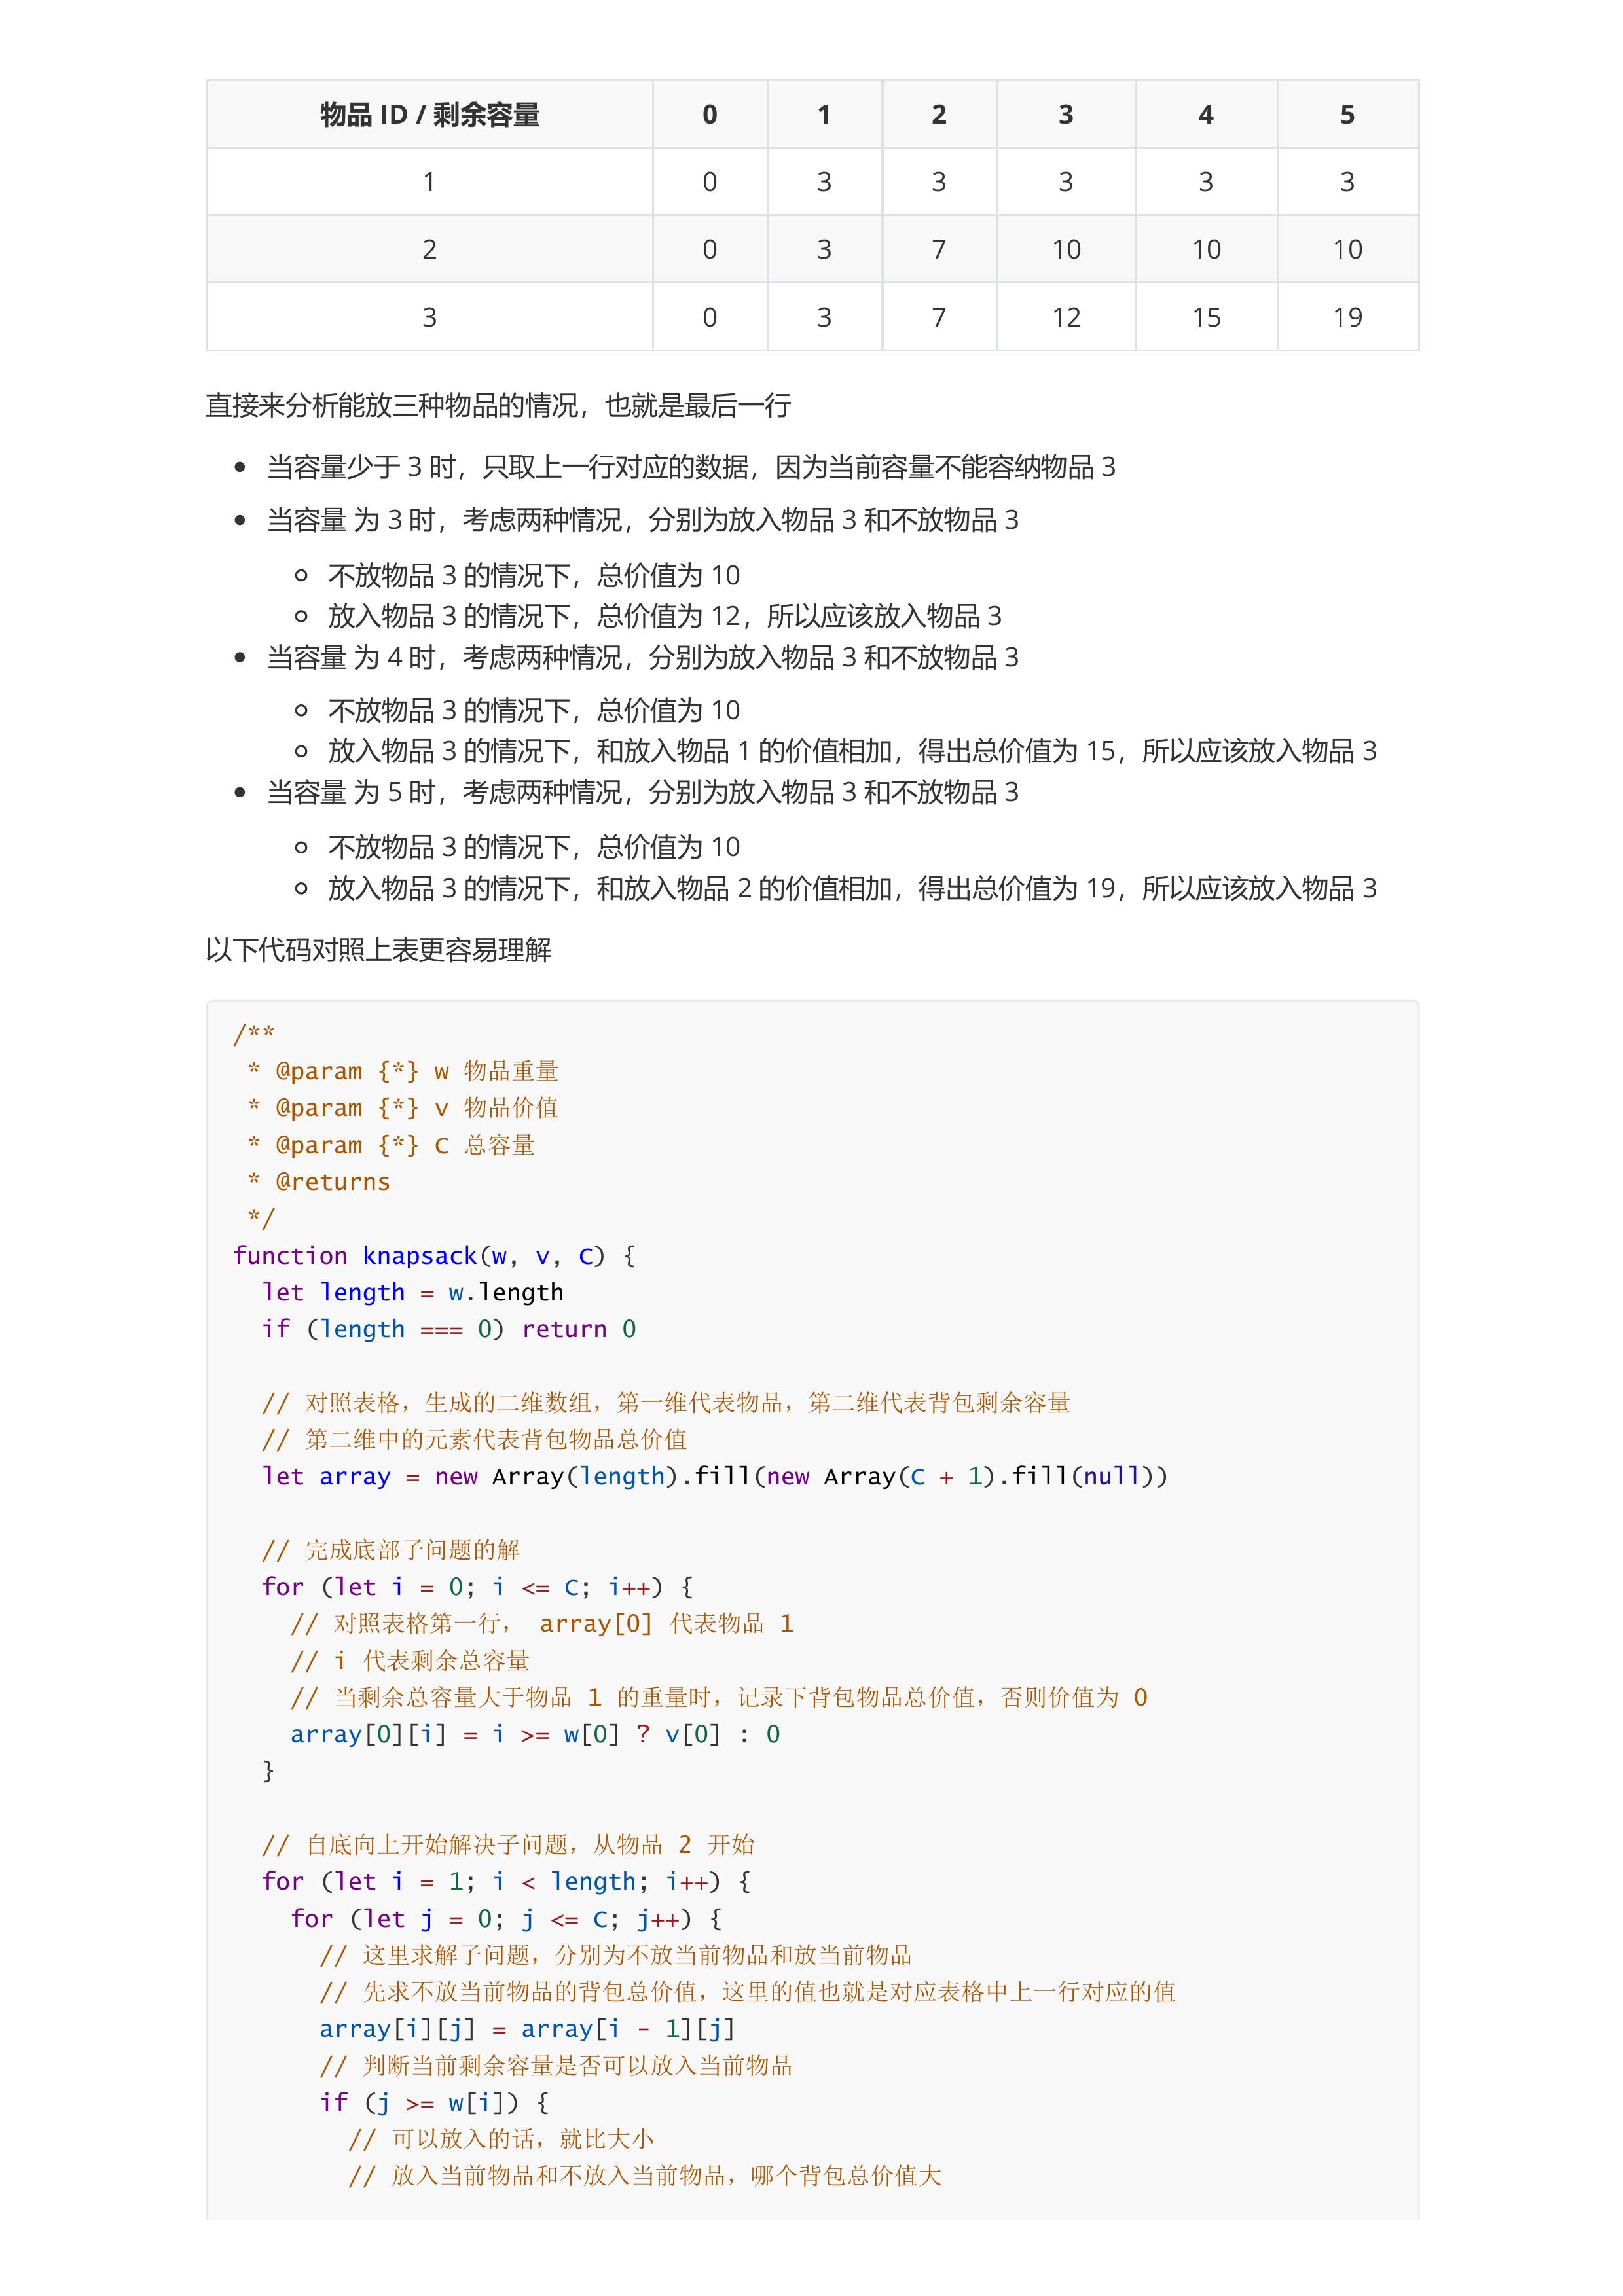 物品 ID / 剩余容量 0 1 2 3 4 5
1 0 3 3 3 3 3
2 0 3 7 10 10 10
3 0 3 7 12 15 19
直接来分析能放三种物品的情况，也就是最后一行
当容量少于 3 时，只取上一行对应的数据，因为当前容量不能容纳物品 3
当容量 为 3 时，考虑两种情况，分别为放入物品 3 和不放物品 3
不放物品 3 的情况下，总价值为 10
放入物品 3 的情况下，总价值为 12，所以应该放入物品 3
当容量 为 4 时，考虑两种情况，分别为放入物品 3 和不放物品 3
不放物品 3 的情况下，总价值为 10
放入物品 3 的情况下，和放入物品 1 的价值相加，得出总价值为 15，所以应该放入物品 3
当容量 为 5 时，考虑两种情况，分别为放入物品 3 和不放物品 3
不放物品 3 的情况下，总价值为 10
放入物品 3 的情况下，和放入物品 2 的价值相加，得出总价值为 19，所以应该放入物品 3
以下代码对照上表更容易理解
/**
 * @param {*} w 物品重量
 * @param {*} v 物品价值
 * @param {*} C 总容量
 * @returns
 */
function knapsack(w, v, C) {
  let length = w.length
  if (length === 0) return 0
  // 对照表格，生成的二维数组，第一维代表物品，第二维代表背包剩余容量
  // 第二维中的元素代表背包物品总价值
  let array = new Array(length).fill(new Array(C + 1).fill(null))
  // 完成底部子问题的解
  for (let i = 0; i <= C; i++) {
    // 对照表格第一行， array[0] 代表物品 1
    // i 代表剩余总容量
    // 当剩余总容量大于物品 1 的重量时，记录下背包物品总价值，否则价值为 0
    array[0][i] = i >= w[0] ? v[0] : 0
  }
  // 自底向上开始解决子问题，从物品 2 开始
  for (let i = 1; i < length; i++) {
    for (let j = 0; j <= C; j++) {
      // 这里求解子问题，分别为不放当前物品和放当前物品
      // 先求不放当前物品的背包总价值，这里的值也就是对应表格中上一行对应的值
      array[i][j] = array[i - 1][j]
      // 判断当前剩余容量是否可以放入当前物品
      if (j >= w[i]) {
        // 可以放入的话，就比大小
        // 放入当前物品和不放入当前物品，哪个背包总价值大